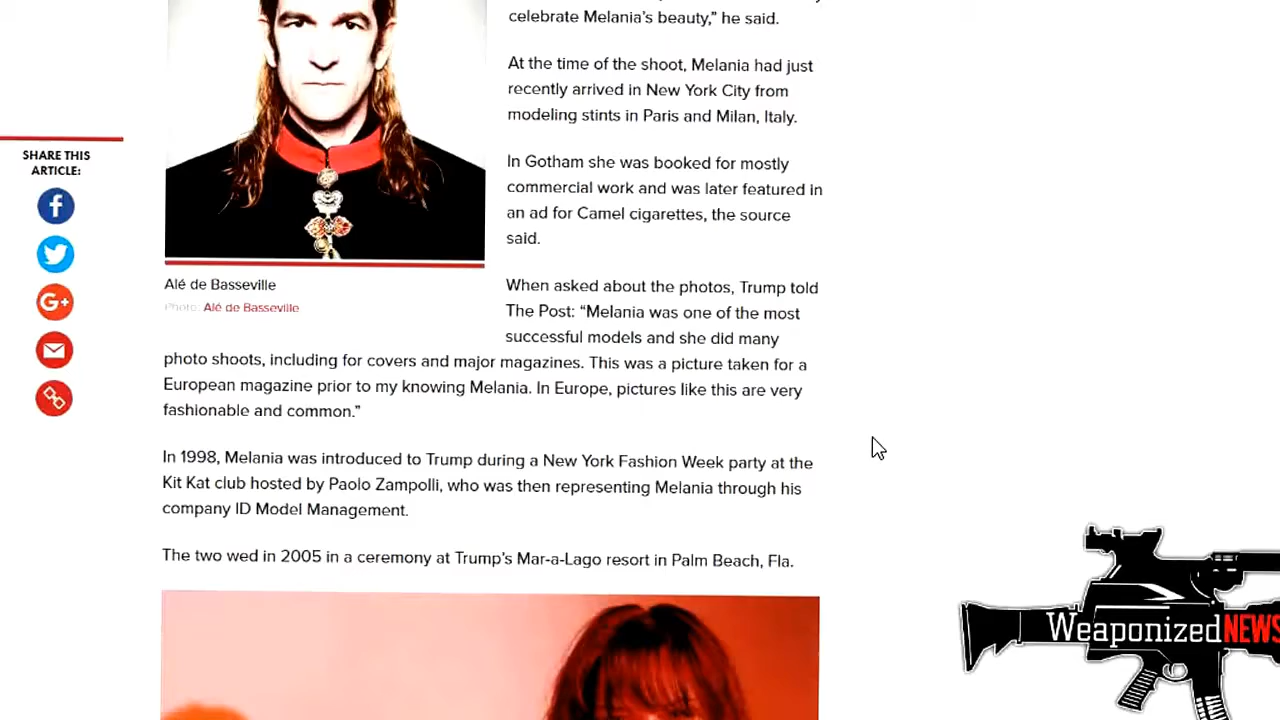 celebrate Melania's beauty,” he said.
At the time of the shoot, Melania had just
recently arrived in New York City from
modeling stints in Paris and Milan, Italy.
In Gotham she was booked for mostly
commercial work and was later featured in
an ad for Camel cigarettes, the source
said.
SHARE THIS
ARTICLE:
Alé de Basseville
Photo: Alé de Basseville
When asked about the photos, Trump told
The Post: “Melania was one of the most
successful models and she did many
photo shoots, including for covers and major magazines. This was a picture taken for a
European magazine prior to my knowing Melania. In Europe, pictures like this are very
fashionable and common.”
In 1998, Melania was introduced to Trump during a New York Fashion Week party at the
Kit Kat club hosted by Paolo Zampolli, who was then representing Melania through his
company ID Model Management.
The two wed in 2005 in a ceremony at Trump's Mar-a-Lago resort in Palm Beach, Fla.
WeaponizedNEWS